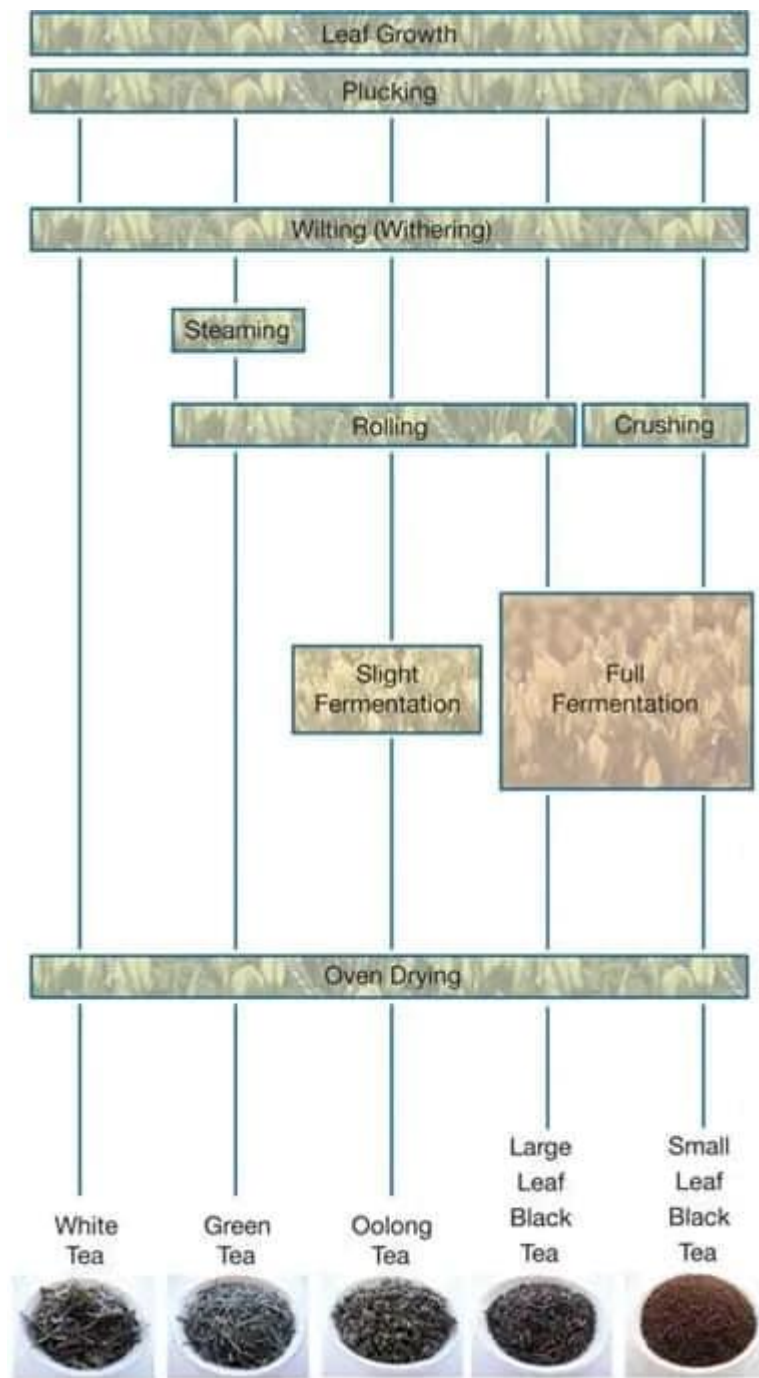 Leaf Growth
Plucking
Wilting (Withering)
Steaming
Rolling
Crushing
Slight
Fermentation
Full
Fermentation
Oven Drying
White
Tea
Green
Tea
Oolong
Tea
Large
Leaf
Black
Tea
Small
Leaf
Black
Tea